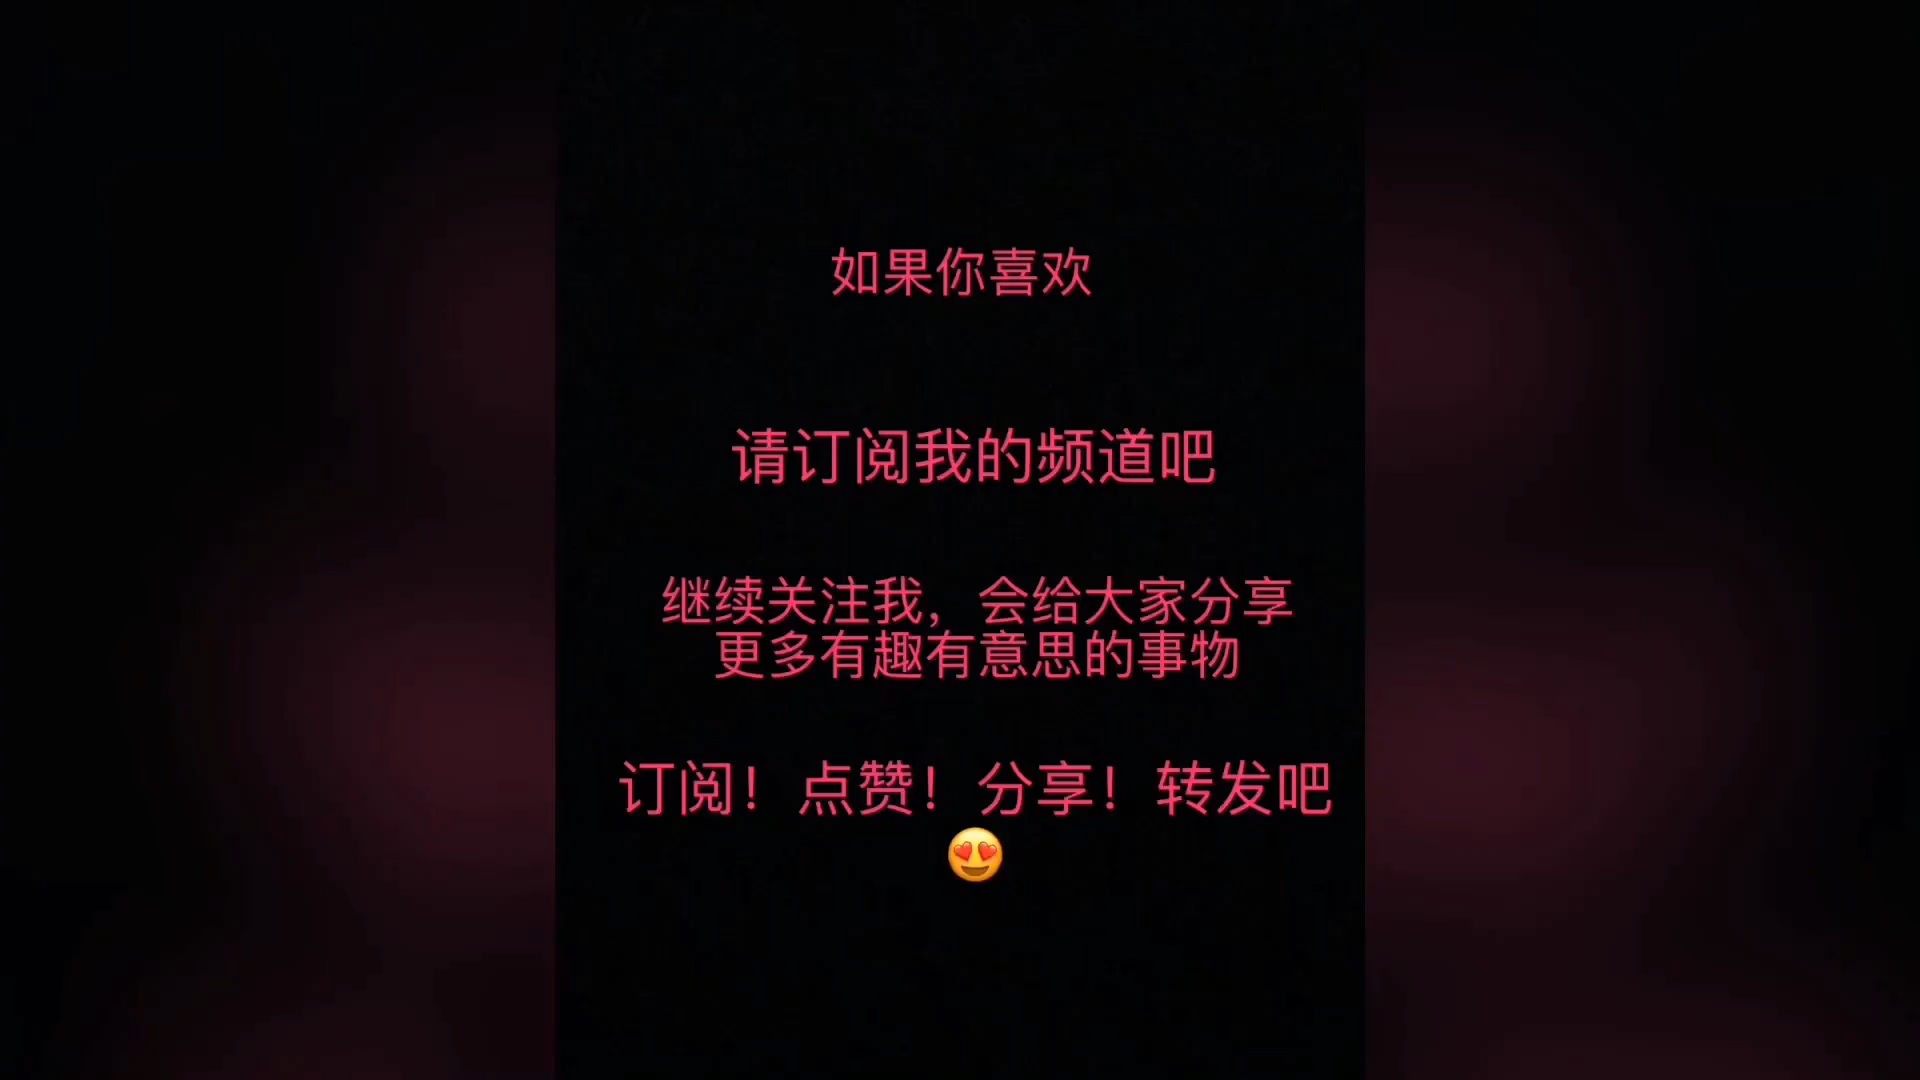 如果你喜欢
请订阅我的频道吧
继续关注我，会给大家分享
更多有趣有意思的事物
订阅！点赞！分享！转发吧
😍